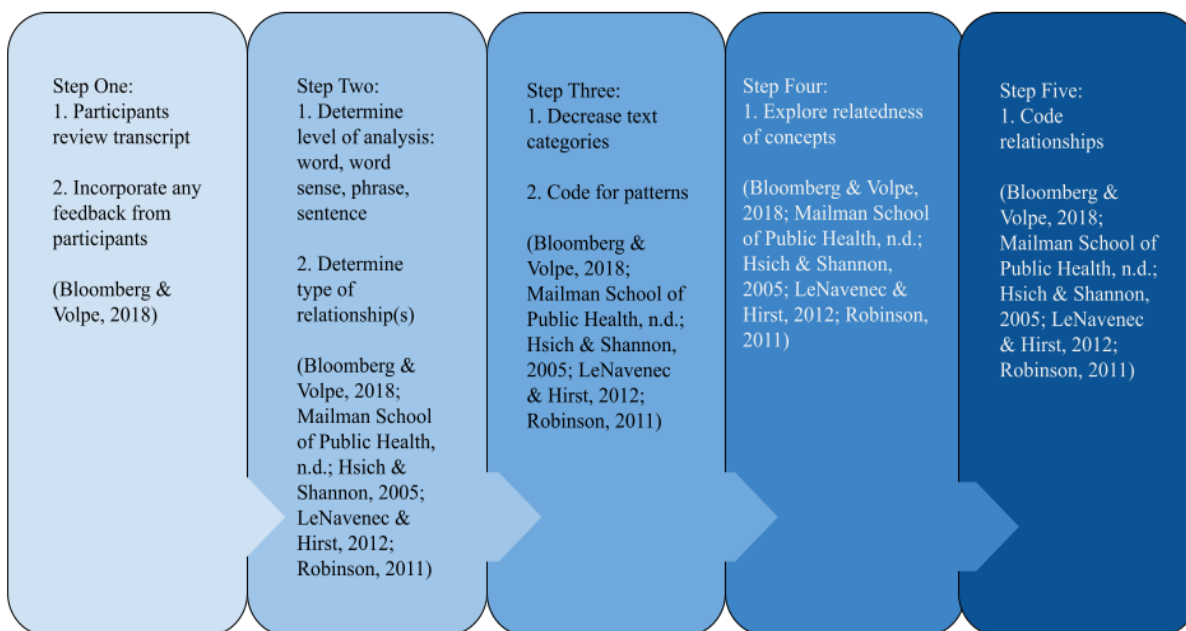 Step One:
1. Participants
review transcript
2. Incorporate any
feedback from
participants
(Bloomberg &
Volpe, 2018)
Step Two:
1. Determine
level of analysis:
word, word
sense, phrase,
sentence
2. Determine
type of
relationship(s)
(Bloomberg &
Volpe, 2018;
Mailman School
of Public Health,
n.d.; Hsich &
Shannon, 2005;
LeNavenec &
Hirst, 2012;
Robinson, 2011)
Step Three:
1. Decrease text
categories
2. Code for patterns
(Bloomberg &
Volpe, 2018;
Mailman School of
Public Health, n.d.;
Hsich & Shannon,
2005; LeNavenec
& Hirst, 2012;
Robinson, 2011)
Step Four:
1. Explore relatedness
of concepts
(Bloomberg & Volpe,
2018; Mailman School
of Public Health, n.d.;
Hsich & Shannon,
2005; LeNavenec &
Hirst, 2012; Robinson,
2011)
Step Five:
1. Code
relationships
(Bloomberg &
Volpe, 2018;
Mailman School of
Public Health, n.d.;
Hsich & Shannon,
2005; LeNavenec
& Hirst, 2012;
Robinson, 2011)